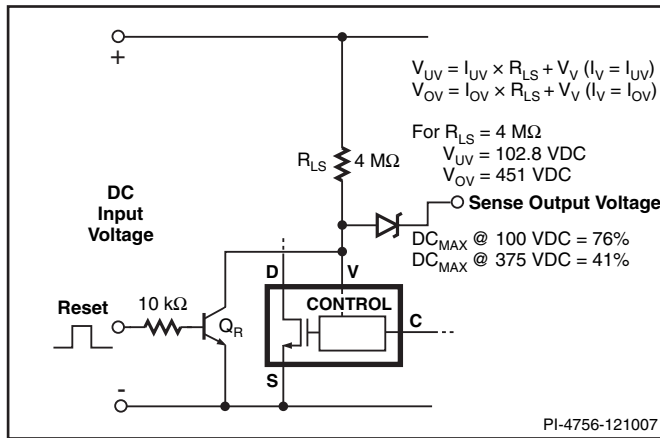 +
V_UV = I_UV × R_LS + V_V (I_V = I_UV)
V_OV = I_OV × R_LS + V_V (I_V = I_OV)
For R_LS = 4 MΩ
V_UV = 102.8 VDC
V_OV = 451 VDC
R_LS 4 MΩ
DC
Input
Voltage
Sense Output Voltage
DC_MAX @ 100 VDC = 76%
DC_MAX @ 375 VDC = 41%
D V
CONTROL
Reset 10 kΩ
Q_R
C
S
-
PI-4756-121007